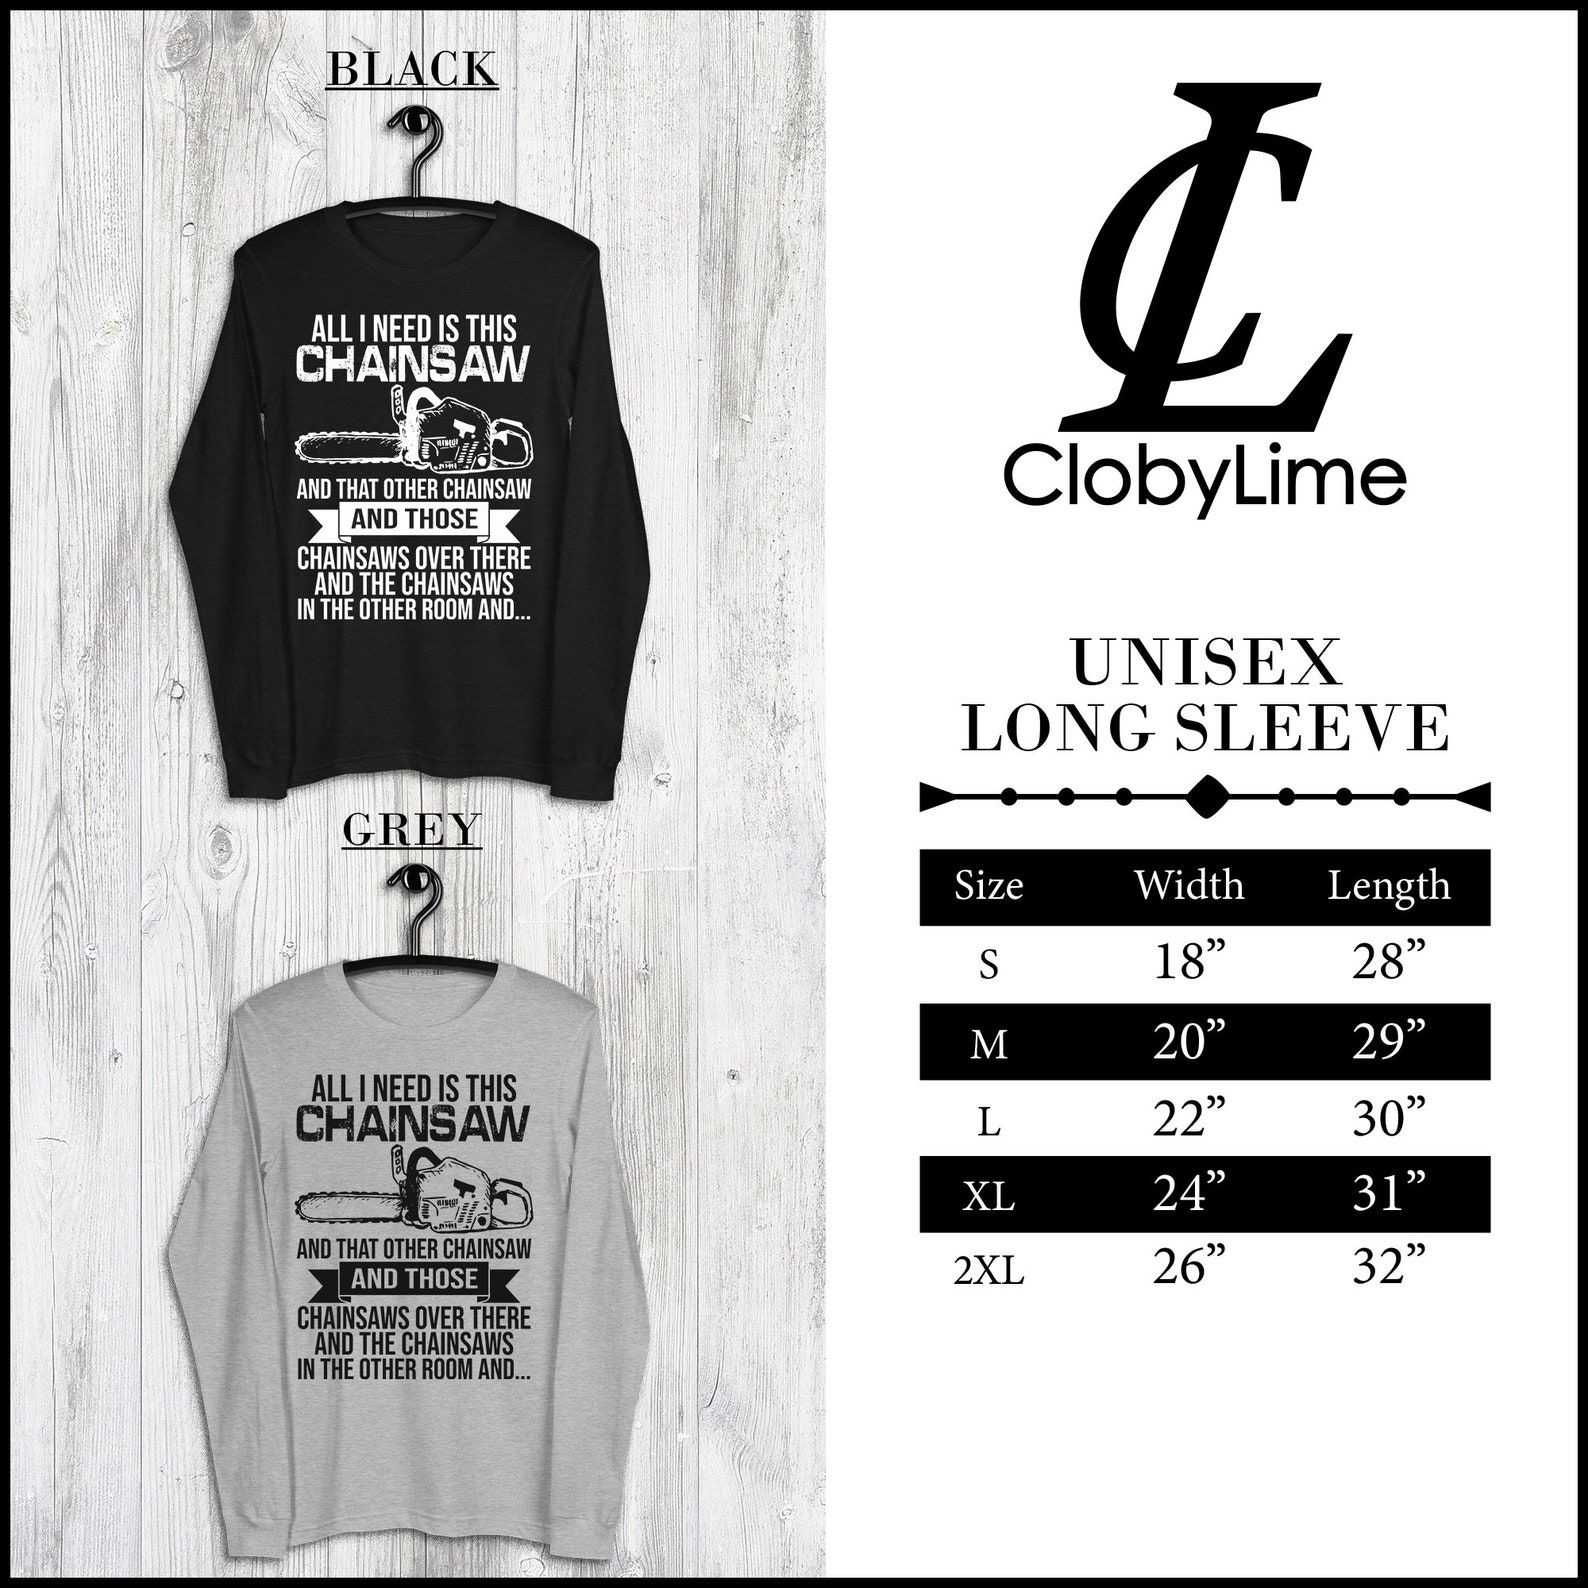 BLACK
ALL I NEED IS THIS
CHAINSAW
AND THAT OTHER CHAINSAW
AND THOSE
CHAINSAWS OVER THERE
AND THE CHAINSAWS
IN THE OTHER ROOM AND...
GREY
ALL I NEED IS THIS
CHAINSAW
AND THAT OTHER CHAINSAW
AND THOSE
CHAINSAWS OVER THERE
AND THE CHAINSAWS
IN THE OTHER ROOM AND...
CL
ClobyLime
UNISEX
LONG SLEEVE
Size Width Length
S 18” 28”
M 20” 29”
L 22” 30”
XL 24” 31”
2XL 26” 32”